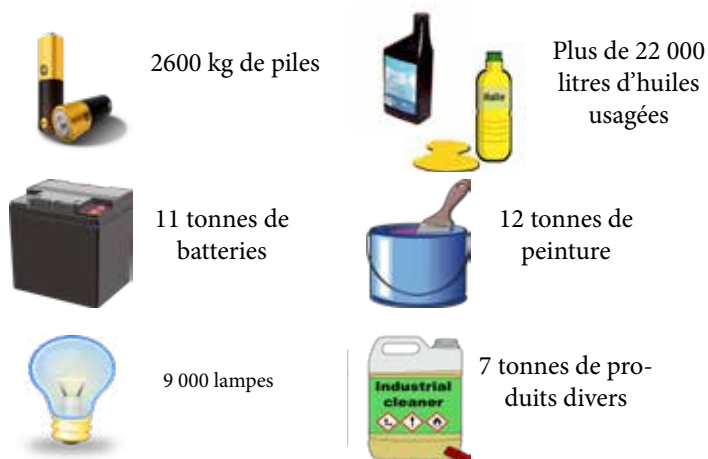 2600 kg de piles
Plus de 22 000
litres d'huiles
usagées
Huile
11 tonnes de
batteries
12 tonnes de
peinture
9 000 lampes
7 tonnes de pro-
duits divers
Industrial
cleaner